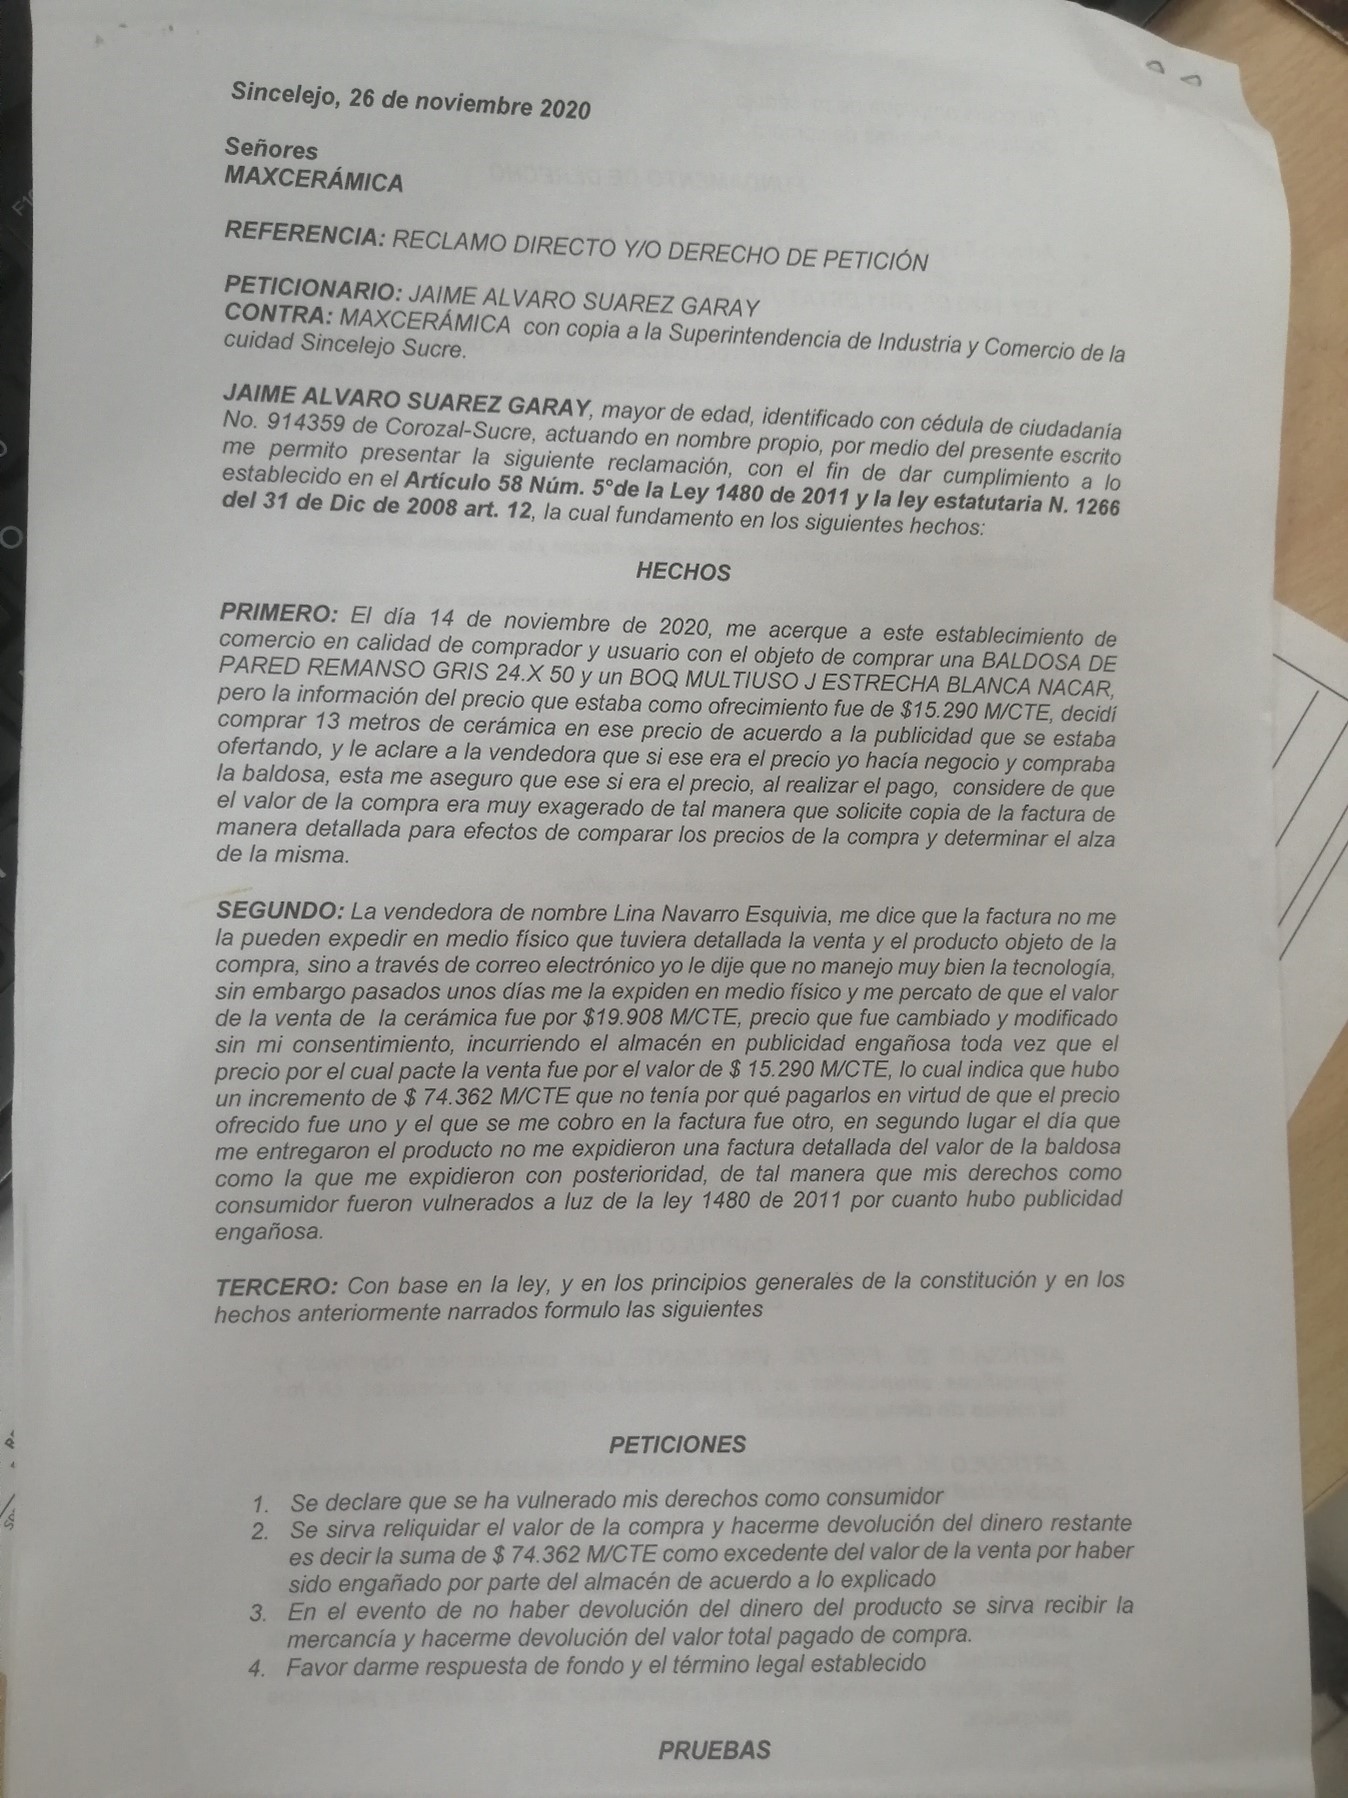 Sincelejo, 26 de noviembre 2020
Señores
MAXCERÁMICA
REFERENCIA: RECLAMO DIRECTO Y/O DERECHO DE PETICIÓN
PETICIONARIO: JAIME ALVARO SUAREZ GARAY
CONTRA: MAXCERÁMICA con copia a la Superintendencia de Industria y Comercio de la
cuidad Sincelejo Sucre.
JAIME ALVARO SUAREZ GARAY, mayor de edad, identificado con cédula de ciudadanía
No. 914359 de Corozal-Sucre, actuando en nombre propio, por medio del presente escrito
me permito presentar la siguiente reclamación, con el fin de dar cumplimiento a lo
establecido en el Artículo 58 Núm. 5°de la Ley 1480 de 2011 y la ley estatutaria N. 1266
del 31 de Dic de 2008 art. 12, la cual fundamento en los siguientes hechos:
HECHOS
PRIMERO: El día 14 de noviembre de 2020, me acerque a este establecimiento de
comercio en calidad de comprador y usuario con el objeto de comprar una BALDOSA DE
PARED REMANSO GRIS 24.X 50 y un BOQ MULTIUSO J ESTRECHA BLANCA NACAR,
pero la información del precio que estaba como ofrecimiento fue de $15.290 M/CTE, decidí
comprar 13 metros de cerámica en ese precio de acuerdo a la publicidad que se estaba
ofertando, y le aclare a la vendedora que si ese era el precio yo hacía negocio y compraba
la baldosa, esta me aseguro que ese si era el precio, al realizar el pago, considere de que
el valor de la compra era muy exagerado de tal manera que solicite copia de la factura de
manera detallada para efectos de comparar los precios de la compra y determinar el alza
de la misma.
SEGUNDO: La vendedora de nombre Lina Navarro Esquivia, me dice que la factura no me
la pueden expedir en medio físico que tuviera detallada la venta y el producto objeto de la
compra, sino a través de correo electrónico yo le dije que no manejo muy bien la tecnología,
sin embargo pasados unos días me la expiden en medio físico y me percato de que el valor
de la venta de la cerámica fue por $19.908 M/CTE, precio que fue cambiado y modificado
sin mi consentimiento, incurriendo el almacén en publicidad engañosa toda vez que el
precio por el cual pacte la venta fue por el valor de $ 15.290 M/CTE, lo cual indica que hubo
un incremento de $ 74.362 M/CTE que no tenía por qué pagarlos en virtud de que el precio
ofrecido fue uno y el que se me cobro en la factura fue otro, en segundo lugar el día que
me entregaron el producto no me expidieron una factura detallada del valor de la baldosa
como la que me expidieron con posterioridad, de tal manera que mis derechos como
consumidor fueron vulnerados a luz de la ley 1480 de 2011 por cuanto hubo publicidad
engañosa.
TERCERO: Con base en la ley, y en los principios generales de la constitución y en los
hechos anteriormente narrados formulo las siguientes
PETICIONES
1. Se declare que se ha vulnerado mis derechos como consumidor
2. Se sirva reliquidar el valor de la compra y hacerme devolución del dinero restante
es decir la suma de $ 74.362 M/CTE como excedente del valor de la venta por haber
sido engañado por parte del almacén de acuerdo a lo explicado
3. En el evento de no haber devolución del dinero del producto se sirva recibir la
mercancía y hacerme devolución del valor total pagado de compra.
4. Favor darme respuesta de fondo y el término legal establecido
PRUEBAS